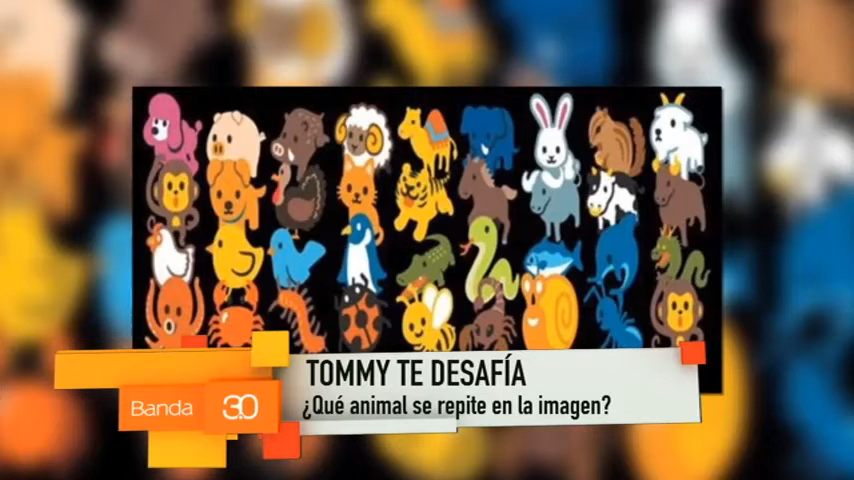 TOMMY TE DESAFÍA
¿Qué animal se repite en la imagen?
Banda 3.0